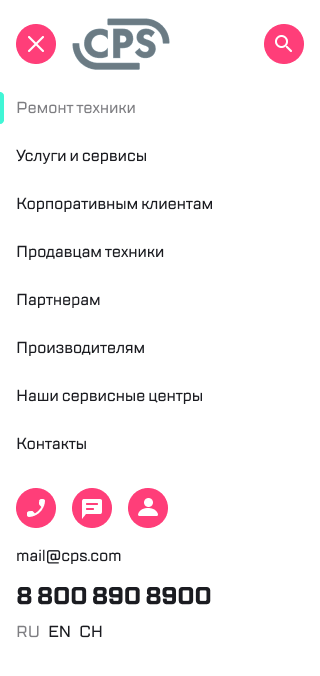 CPS
Ремонт техники
Услуги и сервисы
Корпоративным клиентам
Продавцам техники
Партнерам
Производителям
Наши сервисные центры
Контакты
mail@cps.com
8 800 890 8900
RU EN CH